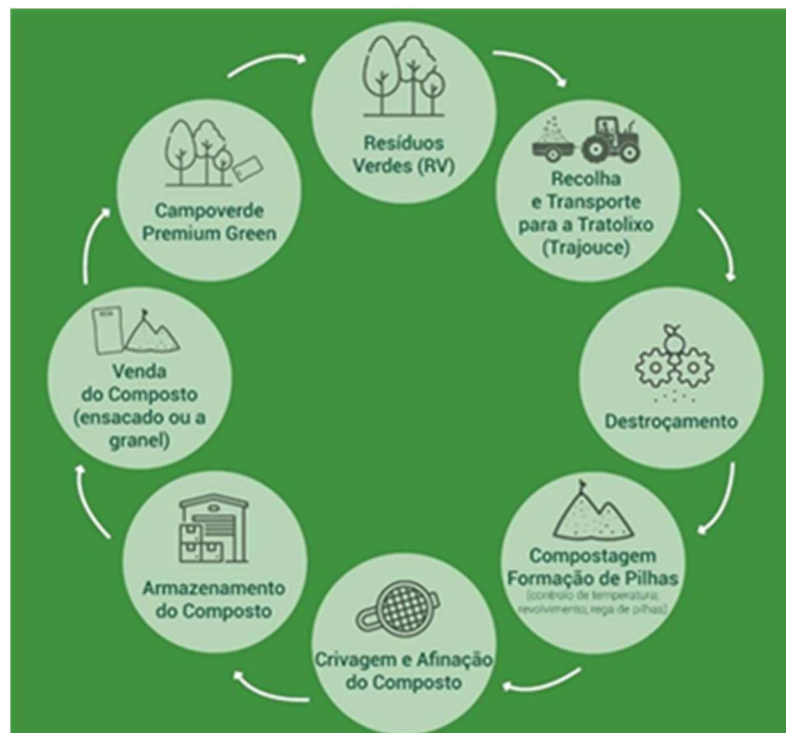 Resíduos
Verdes (RV)
Recolha
e Transporte
para a Tratolixo
(Trajouce)
Destroçamento
Compostagem
Formação de Pilhas
(controlo de temperatura;
revolvimento; rega de pilhas)
Crivagem e Afinação
do Composto
Armazenamento
do Composto
Venda
do Composto
(ensacado ou a
granel)
Campoverde
Premium Green